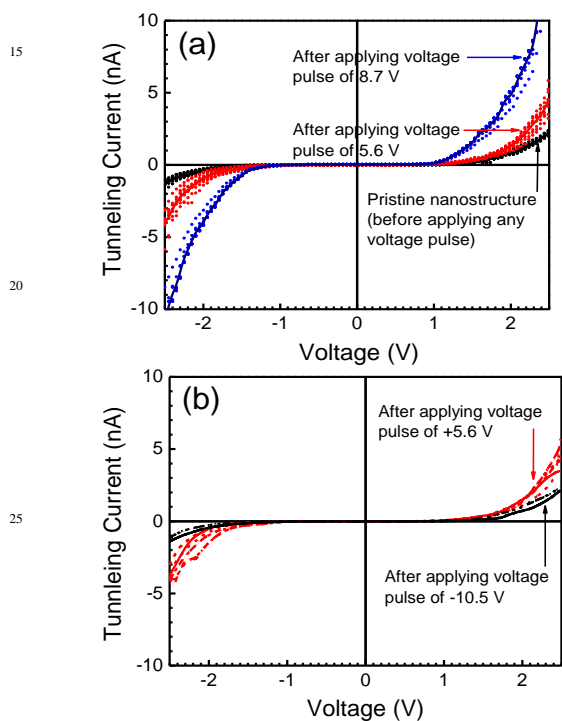 15
(a)
10
5
0
-5
-10
Tunneling Current (nA)
After applying voltage
pulse of 8.7 V
After applying voltage
pulse of 5.6 V
Pristine nanostructure
(before applying any
voltage pulse)
20
-2
-1
0
1
2
Voltage (V)
(b)
10
5
0
-5
-10
Tunnleing Current (nA)
After applying voltage
pulse of +5.6 V
25
After applying voltage
pulse of -10.5 V
-2
-1
0
1
2
Voltage (V)